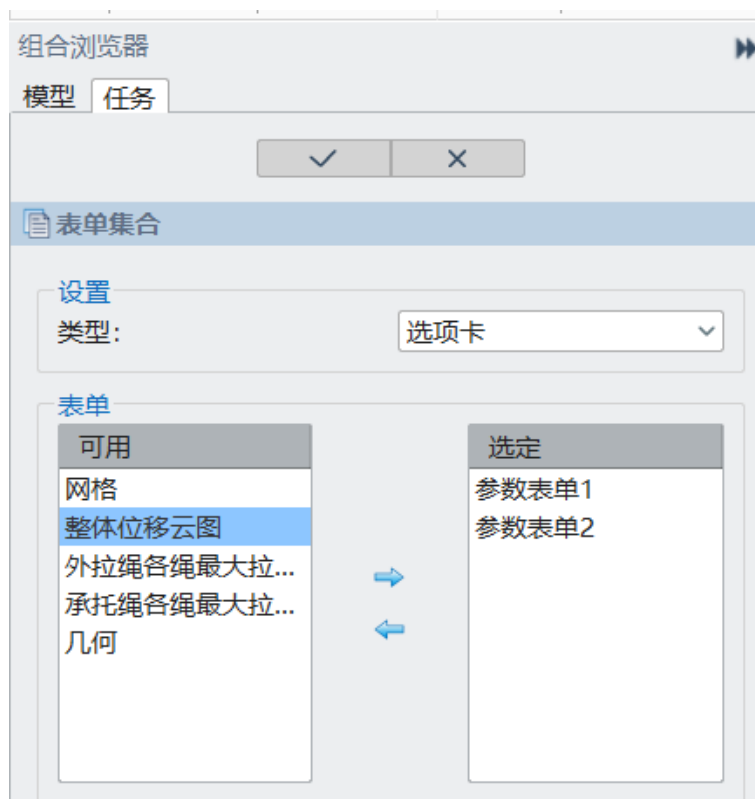 组合浏览器
模型 任务
表单集合
设置
类型: 选项卡
表单
可用 选定
网格 参数表单1
整体位移云图 参数表单2
外拉绳各绳最大拉...
承托绳各绳最大拉...
几何